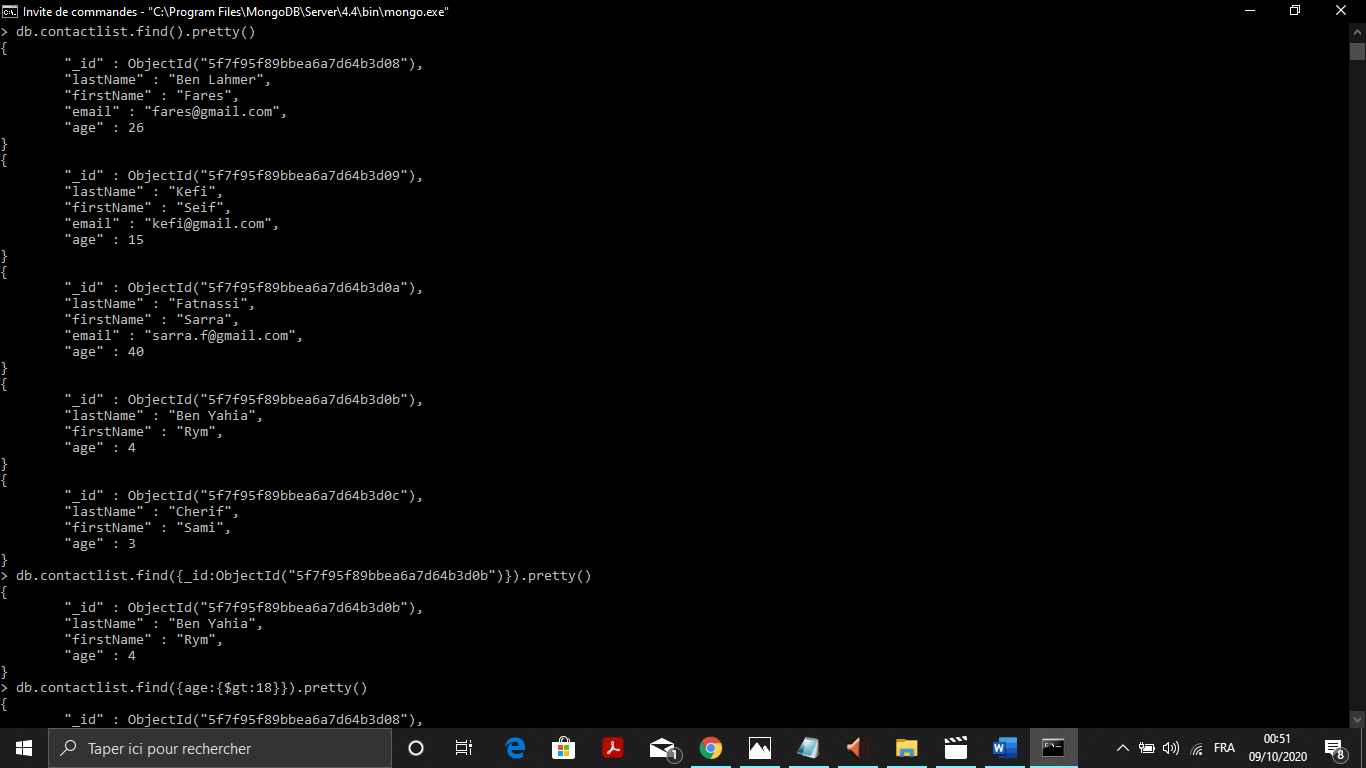 Invite de commandes - "C:\Program Files\MongoDB\Server\4.4\bin\mongo.exe"
> db.contactlist.find().pretty()
{
        "_id" : ObjectId("5f7f95f89bbea6a7d64b3d08"),
        "lastName" : "Ben Lahmer",
        "firstName" : "Fares",
        "email" : "fares@gmail.com",
        "age" : 26
}
{
        "_id" : ObjectId("5f7f95f89bbea6a7d64b3d09"),
        "lastName" : "Kefi",
        "firstName" : "Seif",
        "email" : "kefi@gmail.com",
        "age" : 15
}
{
        "_id" : ObjectId("5f7f95f89bbea6a7d64b3d0a"),
        "lastName" : "Fatnassi",
        "firstName" : "Sarra",
        "email" : "sarra.f@gmail.com",
        "age" : 40
}
{
        "_id" : ObjectId("5f7f95f89bbea6a7d64b3d0b"),
        "lastName" : "Ben Yahia",
        "firstName" : "Rym",
        "age" : 4
}
{
        "_id" : ObjectId("5f7f95f89bbea6a7d64b3d0c"),
        "lastName" : "Cherif",
        "firstName" : "Sami",
        "age" : 3
}
> db.contactlist.find({_id:ObjectId("5f7f95f89bbea6a7d64b3d0b")}).pretty()
{
        "_id" : ObjectId("5f7f95f89bbea6a7d64b3d0b"),
        "lastName" : "Ben Yahia",
        "firstName" : "Rym",
        "age" : 4
}
> db.contactlist.find({age:{$gt:18}}).pretty()
{
        "_id" : ObjectId("5f7f95f89bbea6a7d64b3d08"),
Taper ici pour rechercher
1
FRA
00:51
09/10/2020
8